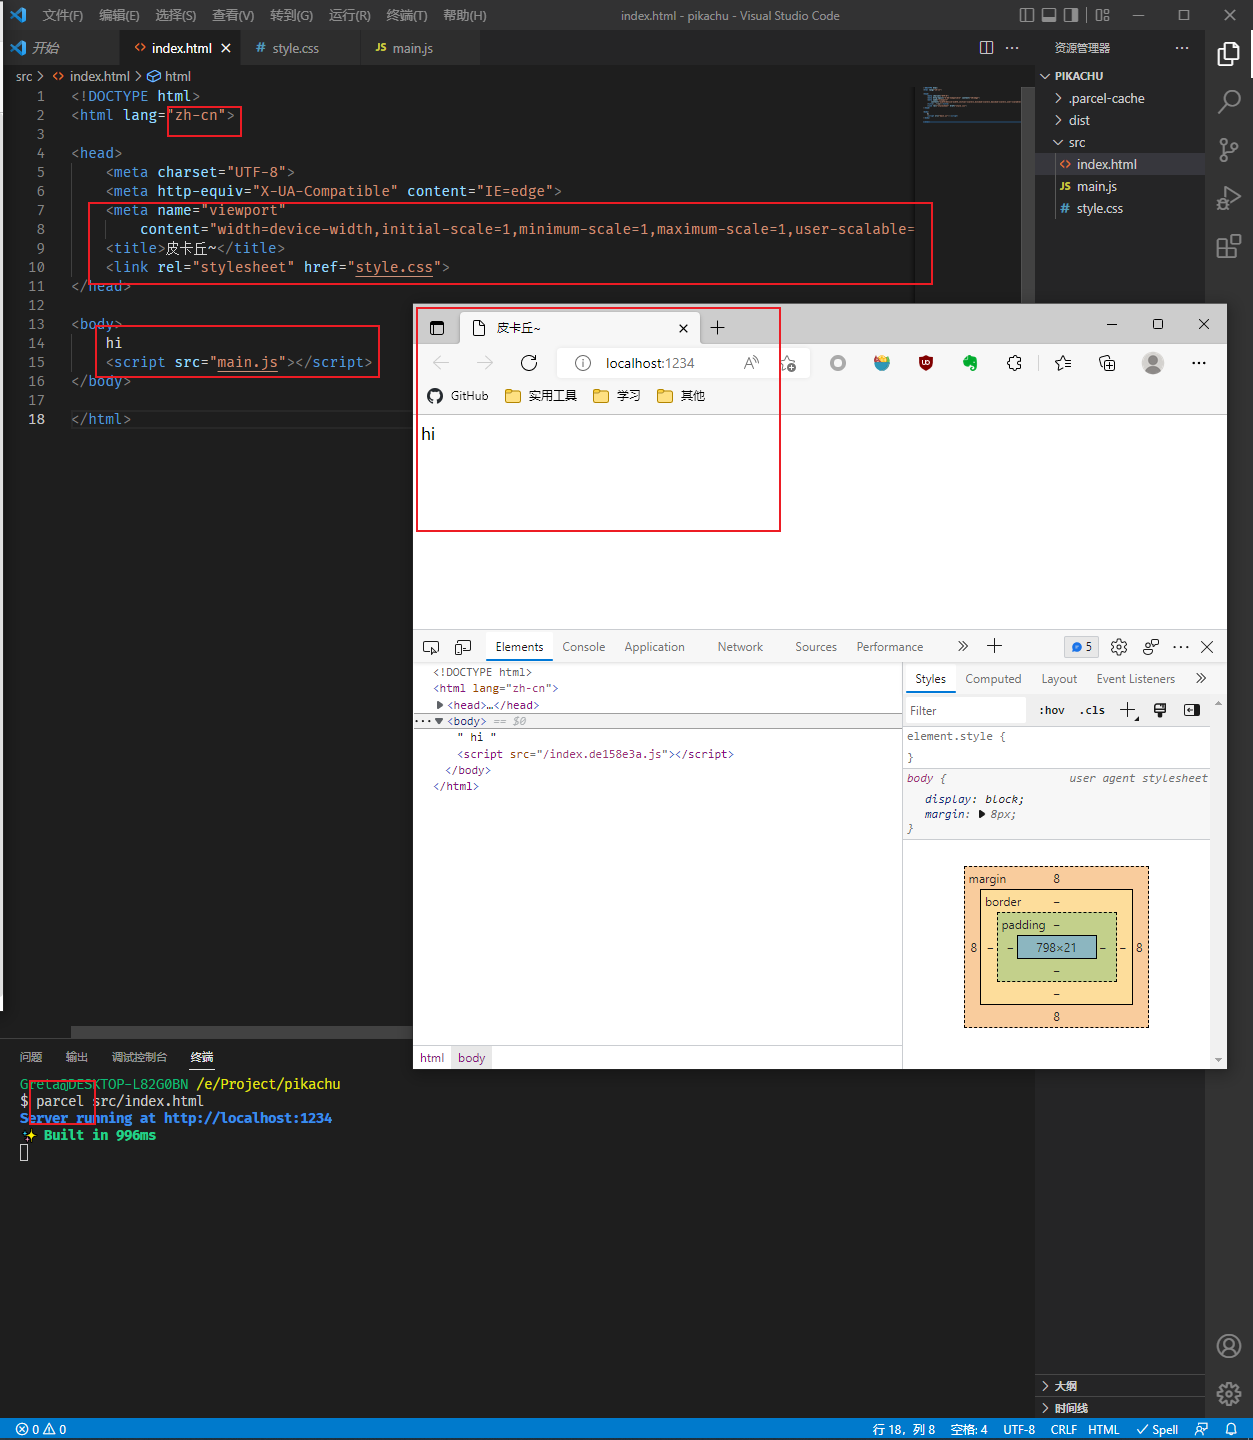 文件(F) 编辑(E) 选择(S) 查看(V) 转到(G) 运行(R) 终端(T) 帮助(H) index.html - pikachu - Visual Studio Code
开始 index.html style.css main.js
src > index.html > html
1 <!DOCTYPE html>
2 <html lang="zh-cn">
3
4 <head>
5 <meta charset="UTF-8">
6 <meta http-equiv="X-UA-Compatible" content="IE=edge">
7 <meta name="viewport"
8 content="width=device-width,initial-scale=1,minimum-scale=1,maximum-scale=1,user-scalable=
9 <title>皮卡丘~</title>
10 <link rel="stylesheet" href="style.css">
11 </head>
12
13 <body>
14 hi
15 <script src="main.js"></script>
16 </body>
17
18 </html>
资源管理器
PIKACHU
.parcel-cache
dist
src
index.html
main.js
style.css
皮卡丘~
localhost:1234
GitHub 实用工具 学习 其他
hi
Elements Console Application Network Sources Performance 5
<!DOCTYPE html>
<html lang="zh-cn">
<head>…</head>
<body> == $0
" hi "
<script src="/index.de158e3a.js"></script>
</body>
</html>
html body
Styles Computed Layout Event Listeners
Filter :hov .cls
element.style {
}
body { user agent stylesheet
display: block;
margin: 8px;
}
margin 8
border –
padding –
8 – – 798×21 – – 8
–
–
8
问题 输出 调试控制台 终端
Greta@DESKTOP-L82G0BN /e/Project/pikachu
$ parcel src/index.html
Server running at http://localhost:1234
✨ Built in 996ms
大纲
时间线
0 0 行 18，列 8 空格: 4 UTF-8 CRLF HTML Spell